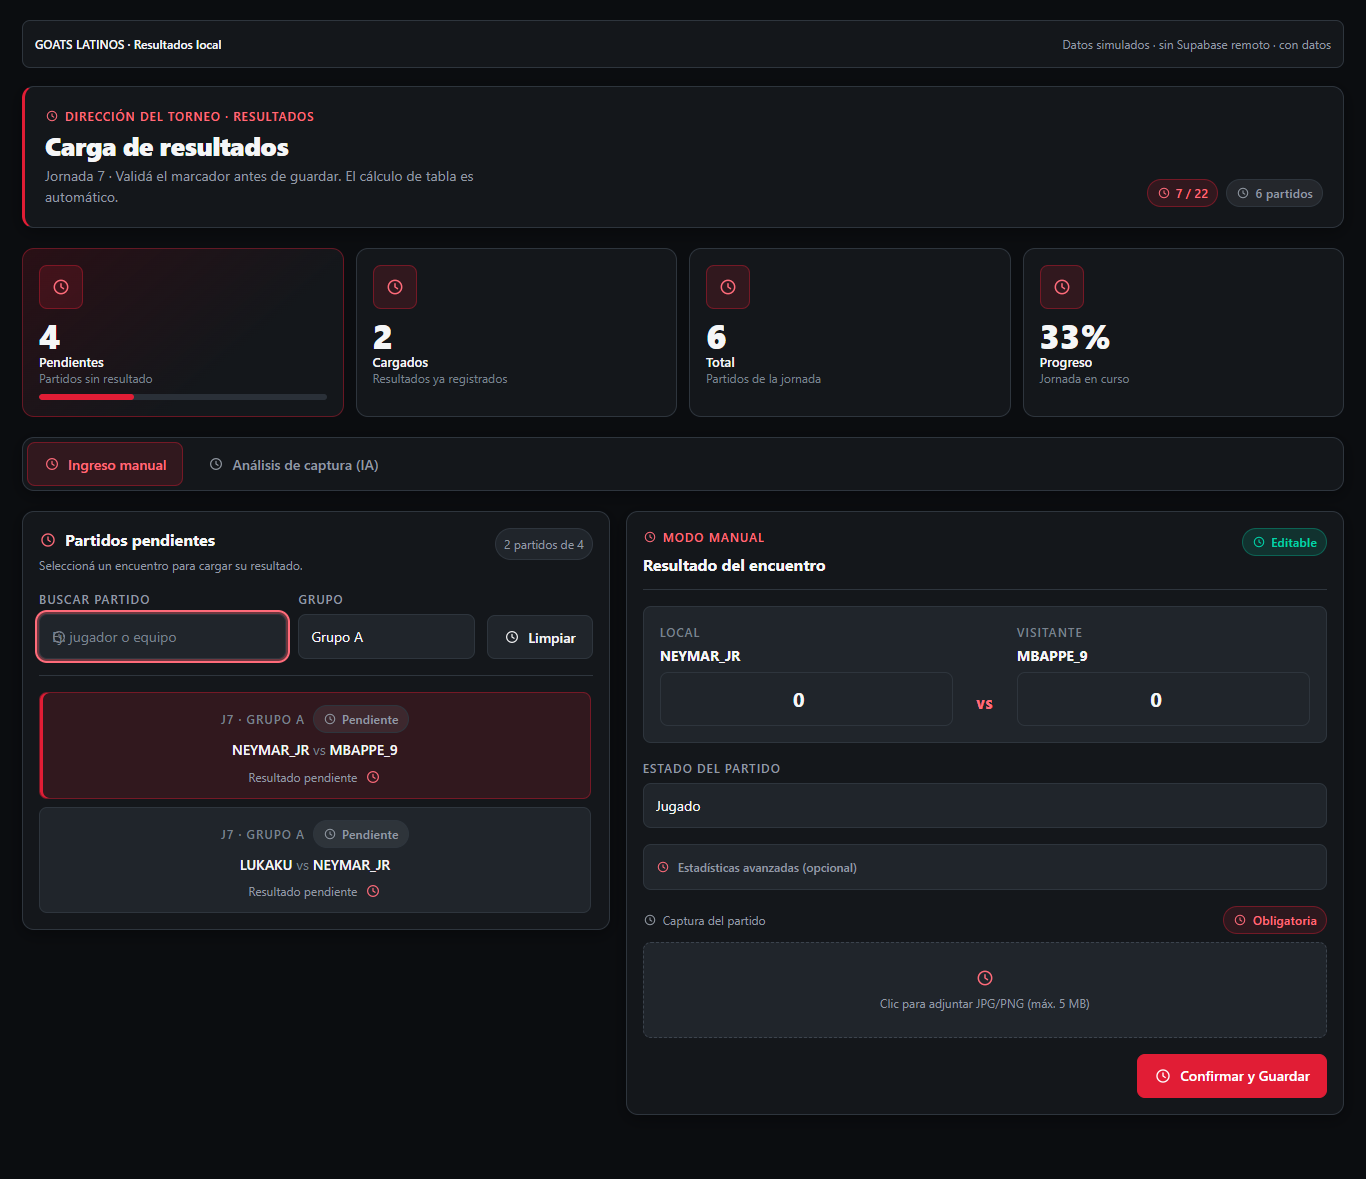 GOATS LATINOS · Resultados local
Datos simulados · sin Supabase remoto · con datos
DIRECCIÓN DEL TORNEO · RESULTADOS
Carga de resultados
Jornada 7 · Validá el marcador antes de guardar. El cálculo de tabla es
automático.
7 / 22
6 partidos
4
Pendientes
Partidos sin resultado
2
Cargados
Resultados ya registrados
6
Total
Partidos de la jornada
33%
Progreso
Jornada en curso
Ingreso manual
Análisis de captura (IA)
Partidos pendientes
2 partidos de 4
Seleccioná un encuentro para cargar su resultado.
BUSCAR PARTIDO
GRUPO
jugador o equipo
Grupo A
Limpiar
J7 · GRUPO A
Pendiente
NEYMAR_JR vs MBAPPE_9
Resultado pendiente
J7 · GRUPO A
Pendiente
LUKAKU vs NEYMAR_JR
Resultado pendiente
MODO MANUAL
Editable
Resultado del encuentro
LOCAL
NEYMAR_JR
0
vs
VISITANTE
MBAPPE_9
0
ESTADO DEL PARTIDO
Jugado
Estadísticas avanzadas (opcional)
Captura del partido
Obligatoria
Clic para adjuntar JPG/PNG (máx. 5 MB)
Confirmar y Guardar